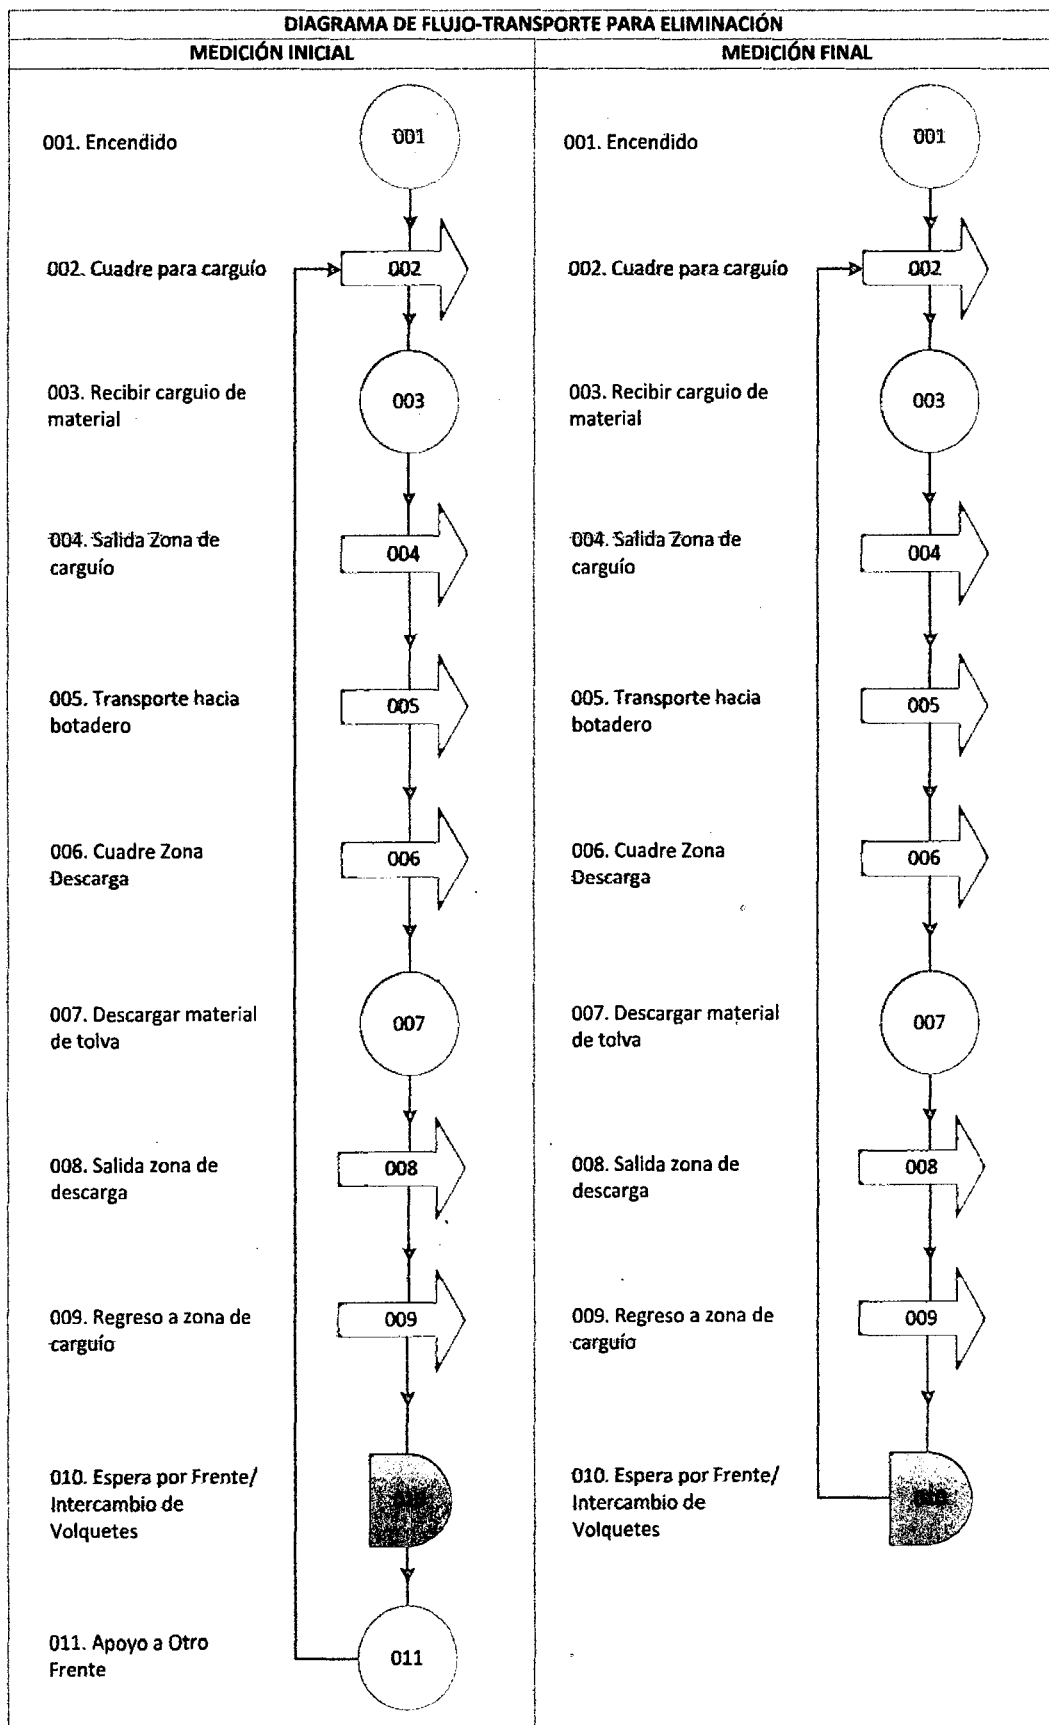 DIAGRAMA DE FLUJO-TRANSPORTE PARA ELIMINACIÓN
MEDICIÓN INICIAL
001. Encendido
001
002. Cuadre para carguío
002
003. Recibir carguio de
material
003
004. Salida Zona de
carguío
004
005. Transporte hacia
botadero
005
006. Cuadre Zona
Descarga
006
007. Descargar material
de tolva
007
008. Salida zona de
descarga
008
009. Regreso a zona de
carguío
009
010. Espera por Frente/
Intercambio de
Volquetes
010
011. Apoyo a Otro
Frente
011
MEDICIÓN FINAL
001. Encendido
001
002. Cuadre para carguío
002
003. Recibir carguio de
material
003
004. Salida Zona de
carguío
004
005. Transporte hacia
botadero
005
006. Cuadre Zona
Descarga
006
007. Descargar material
de tolva
007
008. Salida zona de
descarga
008
009. Regreso a zona de
carguío
009
010. Espera por Frente/
Intercambio de
Volquetes
010